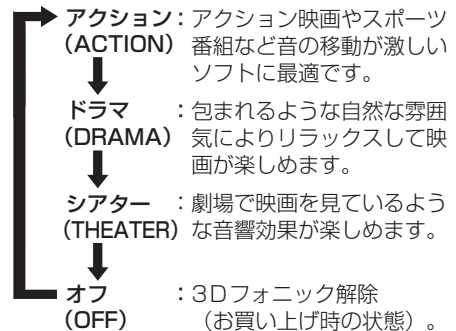 アクション：アクション映画やスポーツ
(ACTION) 番組など音の移動が激しい
ソフトに最適です。
ドラマ ：包まれるような自然な雰囲
(DRAMA) 気によりリラックスして映
画が楽しめます。
シアター ：劇場で映画を見ているよう
(THEATER) な音響効果が楽しめます。
オフ ：3Dフォニック解除
(OFF) （お買い上げ時の状態）。